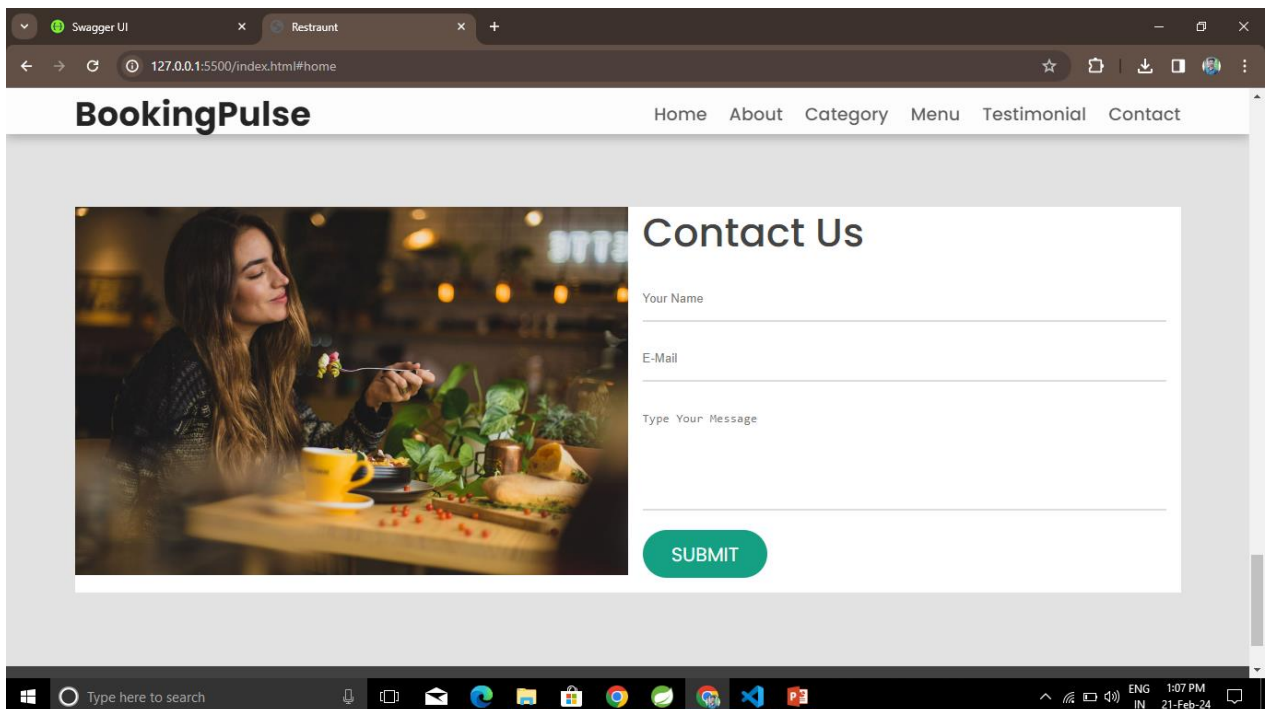 Swagger UI
Restraunt
127.0.0.1:5500/index.html#home
BookingPulse
Home About Category Menu Testimonial Contact
Contact Us
Your Name
E-Mail
Type Your Message
SUBMIT
Type here to search
ENG
IN
1:07 PM
21-Feb-24